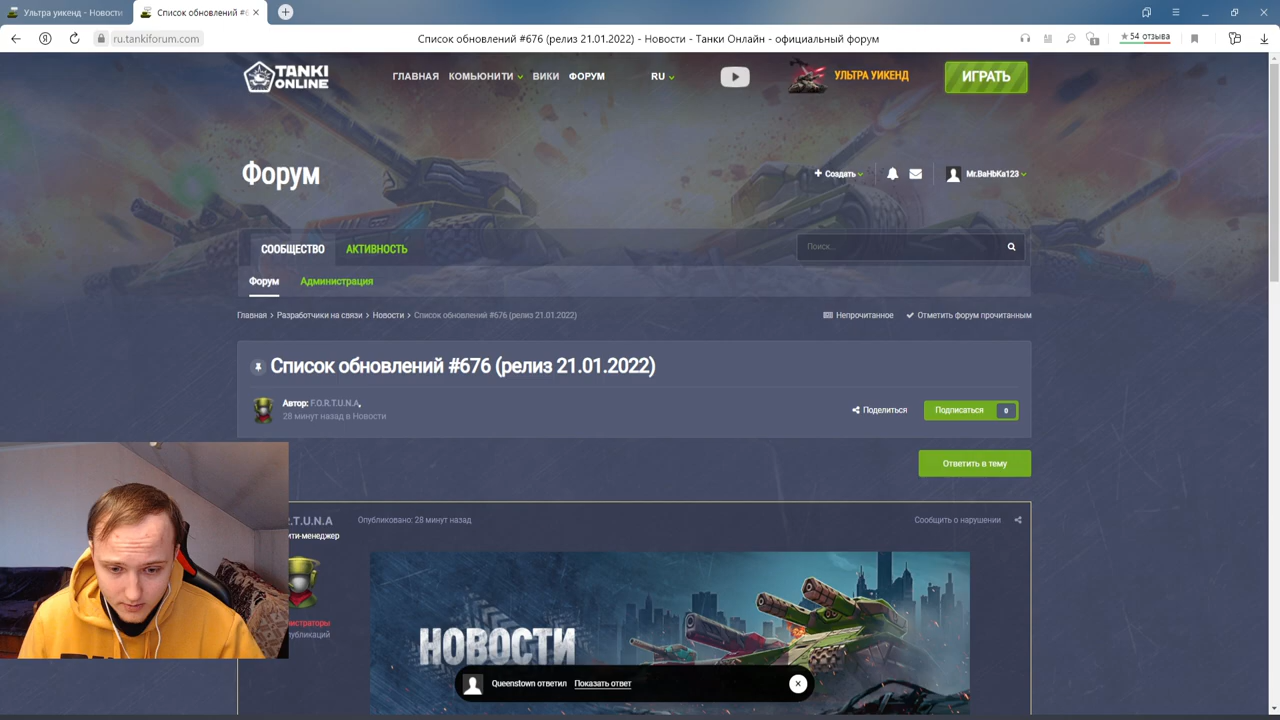 Ультра уикенд - Новости
Список обновлений #6
ru.tankiforum.com
Список обновлений #676 (релиз 21.01.2022) - Новости - Танки Онлайн - официальный форум
★54 отзыва
TANKI ONLINE
ГЛАВНАЯ
КОМЬЮНИТИ
ВИКИ
ФОРУМ
RU
УЛЬТРА УИКЕНД
ИГРАТЬ
Форум
+ Создать
Mr.BaHbKa123
СООБЩЕСТВО
АКТИВНОСТЬ
Поиск...
Форум
Администрация
Главная > Разработчики на связи > Новости > Список обновлений #676 (релиз 21.01.2022)
Непрочитанное
Отметить форум прочитанным
Список обновлений #676 (релиз 21.01.2022)
Автор: F.O.R.T.U.N.A,
28 минут назад в Новости
Поделиться
Подписаться
0
Ответить в тему
R.T.U.N.A
Опубликовано: 28 минут назад
Сообщить о нарушении
ити-менеджер
истраторы
публикаций
НОВОСТИ
Queenstown ответил
Показать ответ